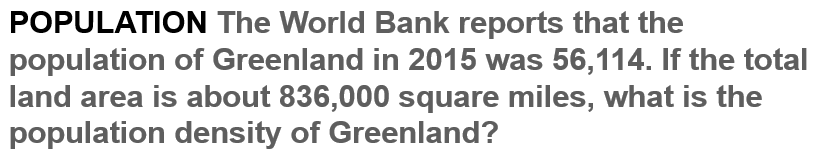 POPULATION The World Bank reports that the
population of Greenland in 2015 was 56,114. If the total
land area is about 836,000 square miles, what is the
population density of Greenland?